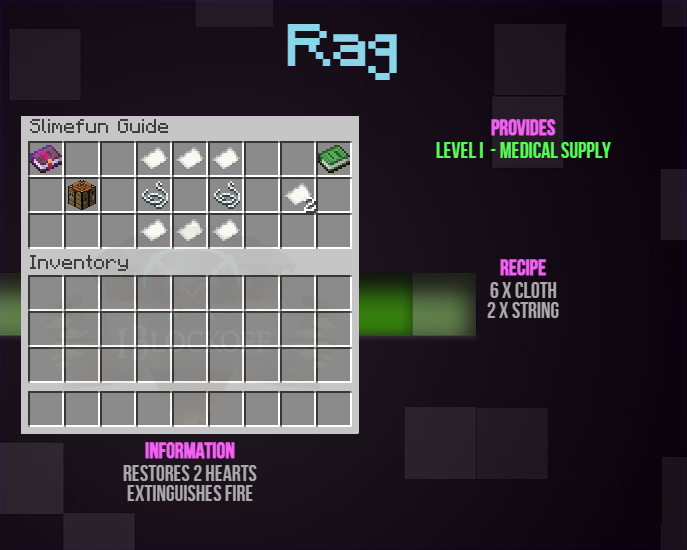 Rag
Slimefun Guide
PROVIDES
LEVEL I - MEDICAL SUPPLY
2
Inventory
RECIPE
6 X CLOTH
2 X STRING
IBLOCKOFF
INFORMATION
RESTORES 2 HEARTS
EXTINGUISHES FIRE